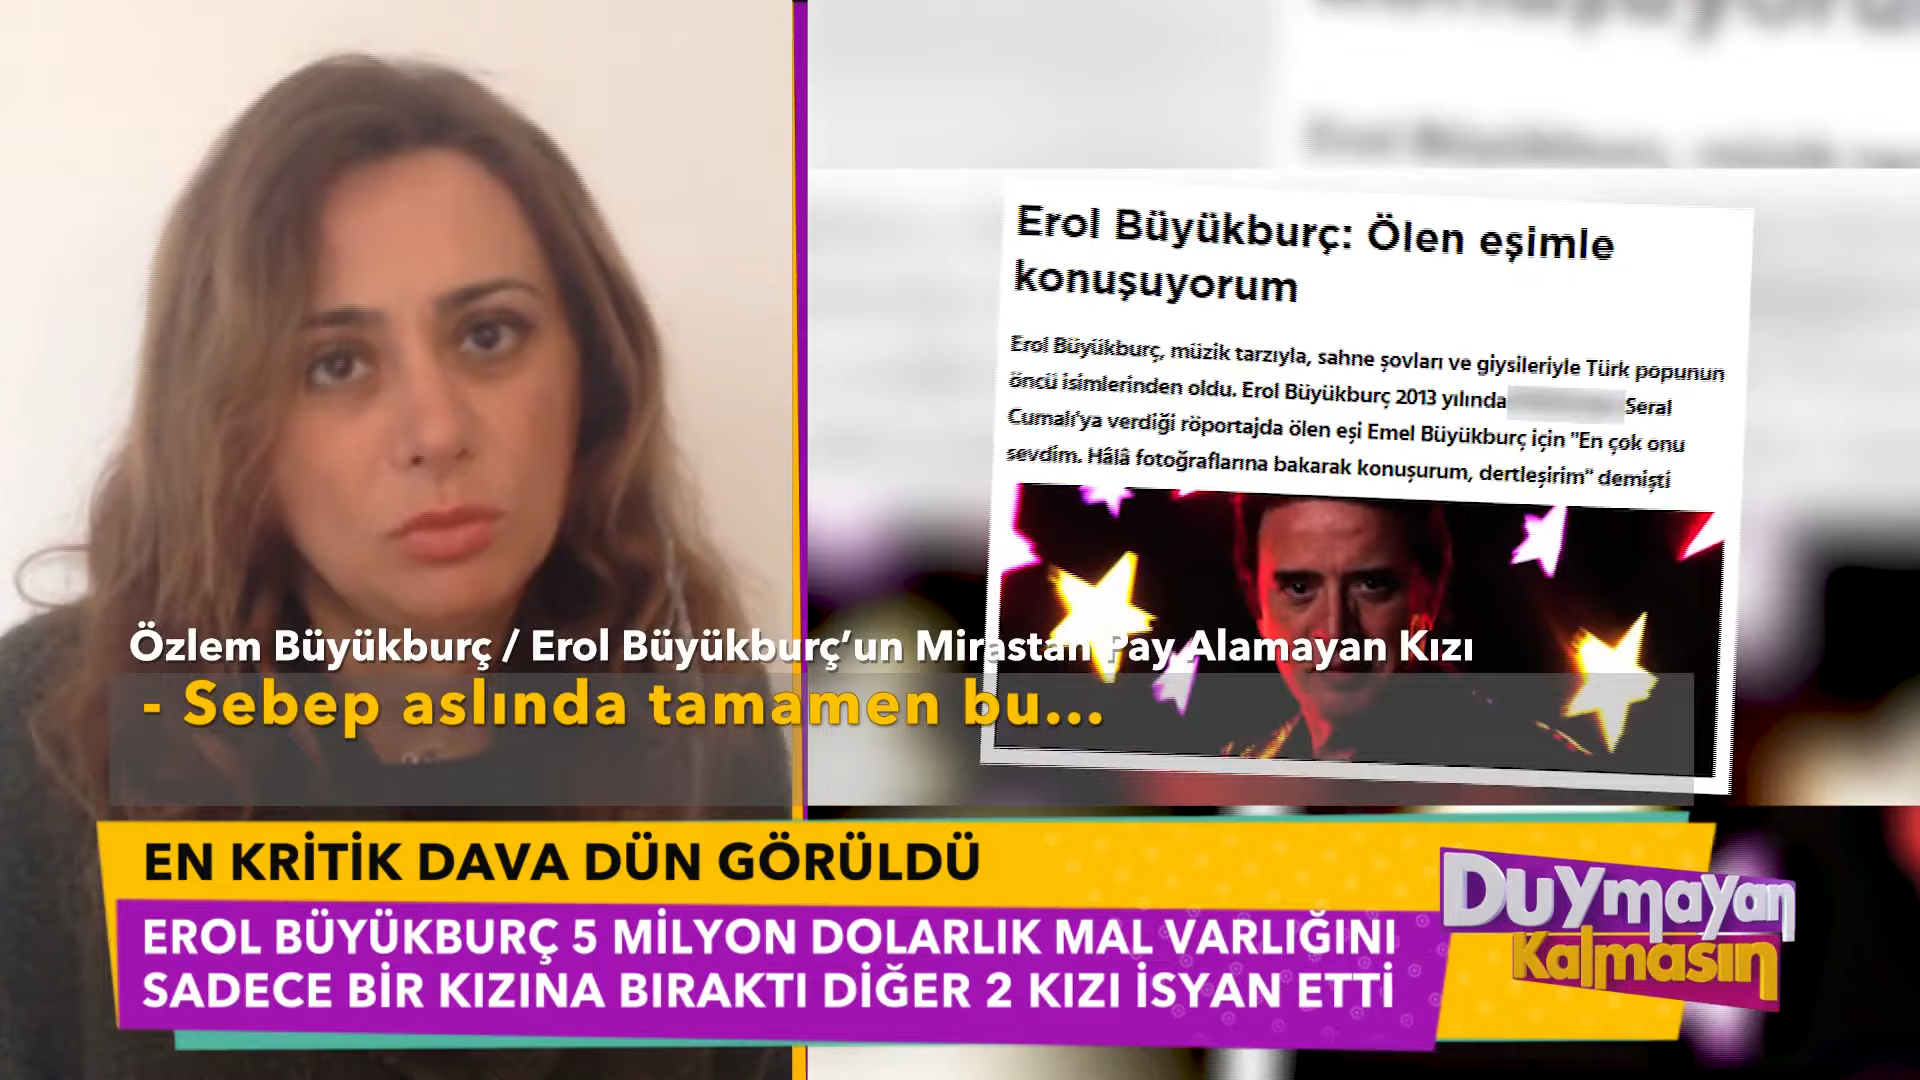 Erol Büyükburç: Ölen eşimle
konuşuyorum
Erol Büyükburç, müzik tarzıyla, sahne şovları ve giysileriyle Türk popunun
öncü isimlerinden oldu. Erol Büyükburç 2013 yılında Seral
Cumalı'ya verdiği röportajda ölen eşi Emel Büyükburç için "En çok onu
sevdim. Hâlâ fotoğraflarına bakarak konuşurum, dertleşirim" demişti
Özlem Büyükburç / Erol Büyükburç’un Mirastan Pay Alamayan Kızı
- Sebep aslında tamamen bu...
EN KRİTİK DAVA DÜN GÖRÜLDÜ
EROL BÜYÜKBURÇ 5 MİLYON DOLARLIK MAL VARLIĞINI
SADECE BİR KIZINA BIRAKTI DİĞER 2 KIZI İSYAN ETTİ
Duymayan
Kalmasın